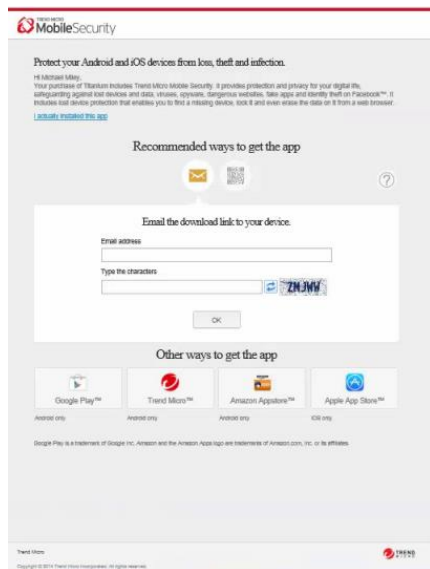 TREND MICRO
MobileSecurity
Protect your Android and iOS devices from loss, theft and infection.
Hi Michael Miley,
Your purchase of Titanium includes Trend Micro Mobile Security. It provides protection and privacy for your digital life,
safeguarding against lost devices and data, viruses, spyware, dangerous websites, fake apps and identity theft on Facebook™. It
includes lost device protection that enables you to find a missing device, lock it and even erase the data on it from a web browser.
I actually installed this app
Recommended ways to get the app
?
Email the download link to your device.
Email address
Type the characters
ZNJWW
OK
Other ways to get the app
Google Play™
Trend Micro™
Amazon Appstore™
Apple App Store™
Android only
Android only
Android only
iOS only
Google Play is a trademark of Google Inc. Amazon and the Amazon Apps logo are trademarks of Amazon.com, Inc. or its affiliates.
Trend Micro
TREND
MICRO
Copyright © 2014 Trend Micro Incorporated. All rights reserved.